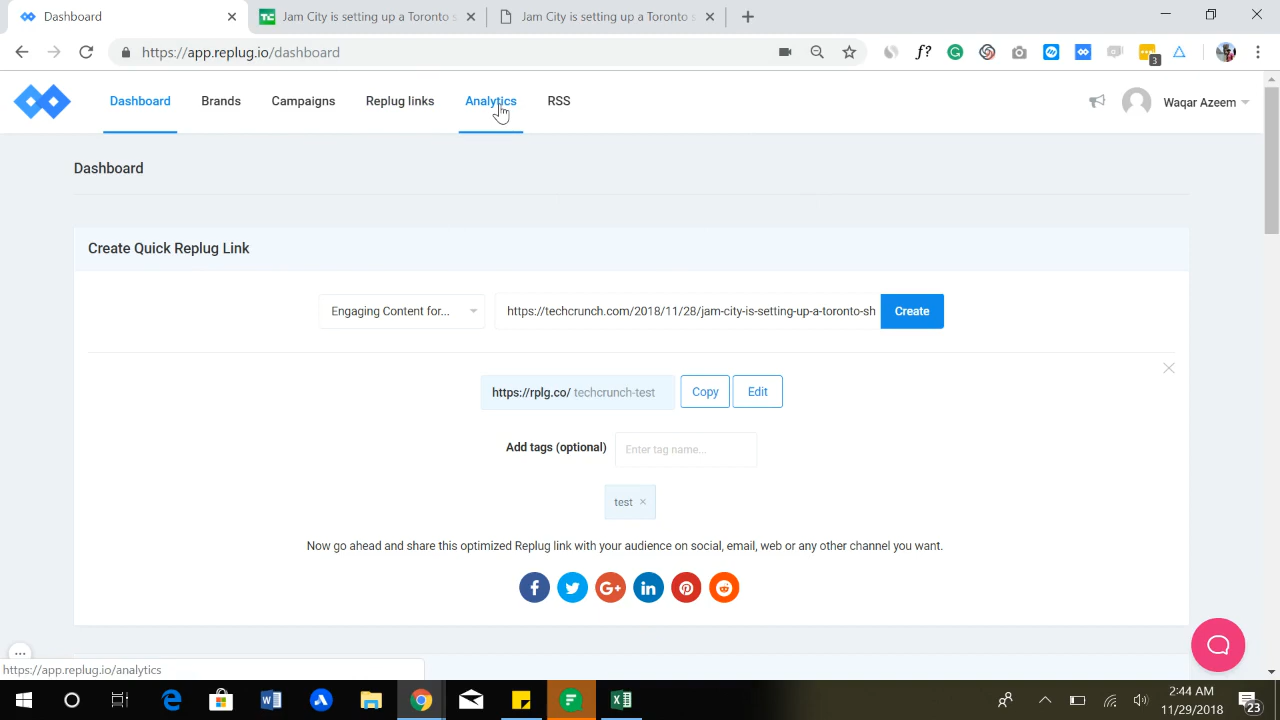 Dashboard
Jam City is setting up a Toronto s
Jam City is setting up a Toronto s
https://app.replug.io/dashboard
f?
3
Dashboard Brands Campaigns Replug links Analytics RSS
Waqar Azeem
Dashboard
Create Quick Replug Link
Engaging Content for...
https://techcrunch.com/2018/11/28/jam-city-is-setting-up-a-toronto-sh
Create
https://rplg.co/ techcrunch-test
Copy
Edit
Add tags (optional)
Enter tag name...
test ×
Now go ahead and share this optimized Replug link with your audience on social, email, web or any other channel you want.
https://app.replug.io/analytics
2:44 AM
11/29/2018
23